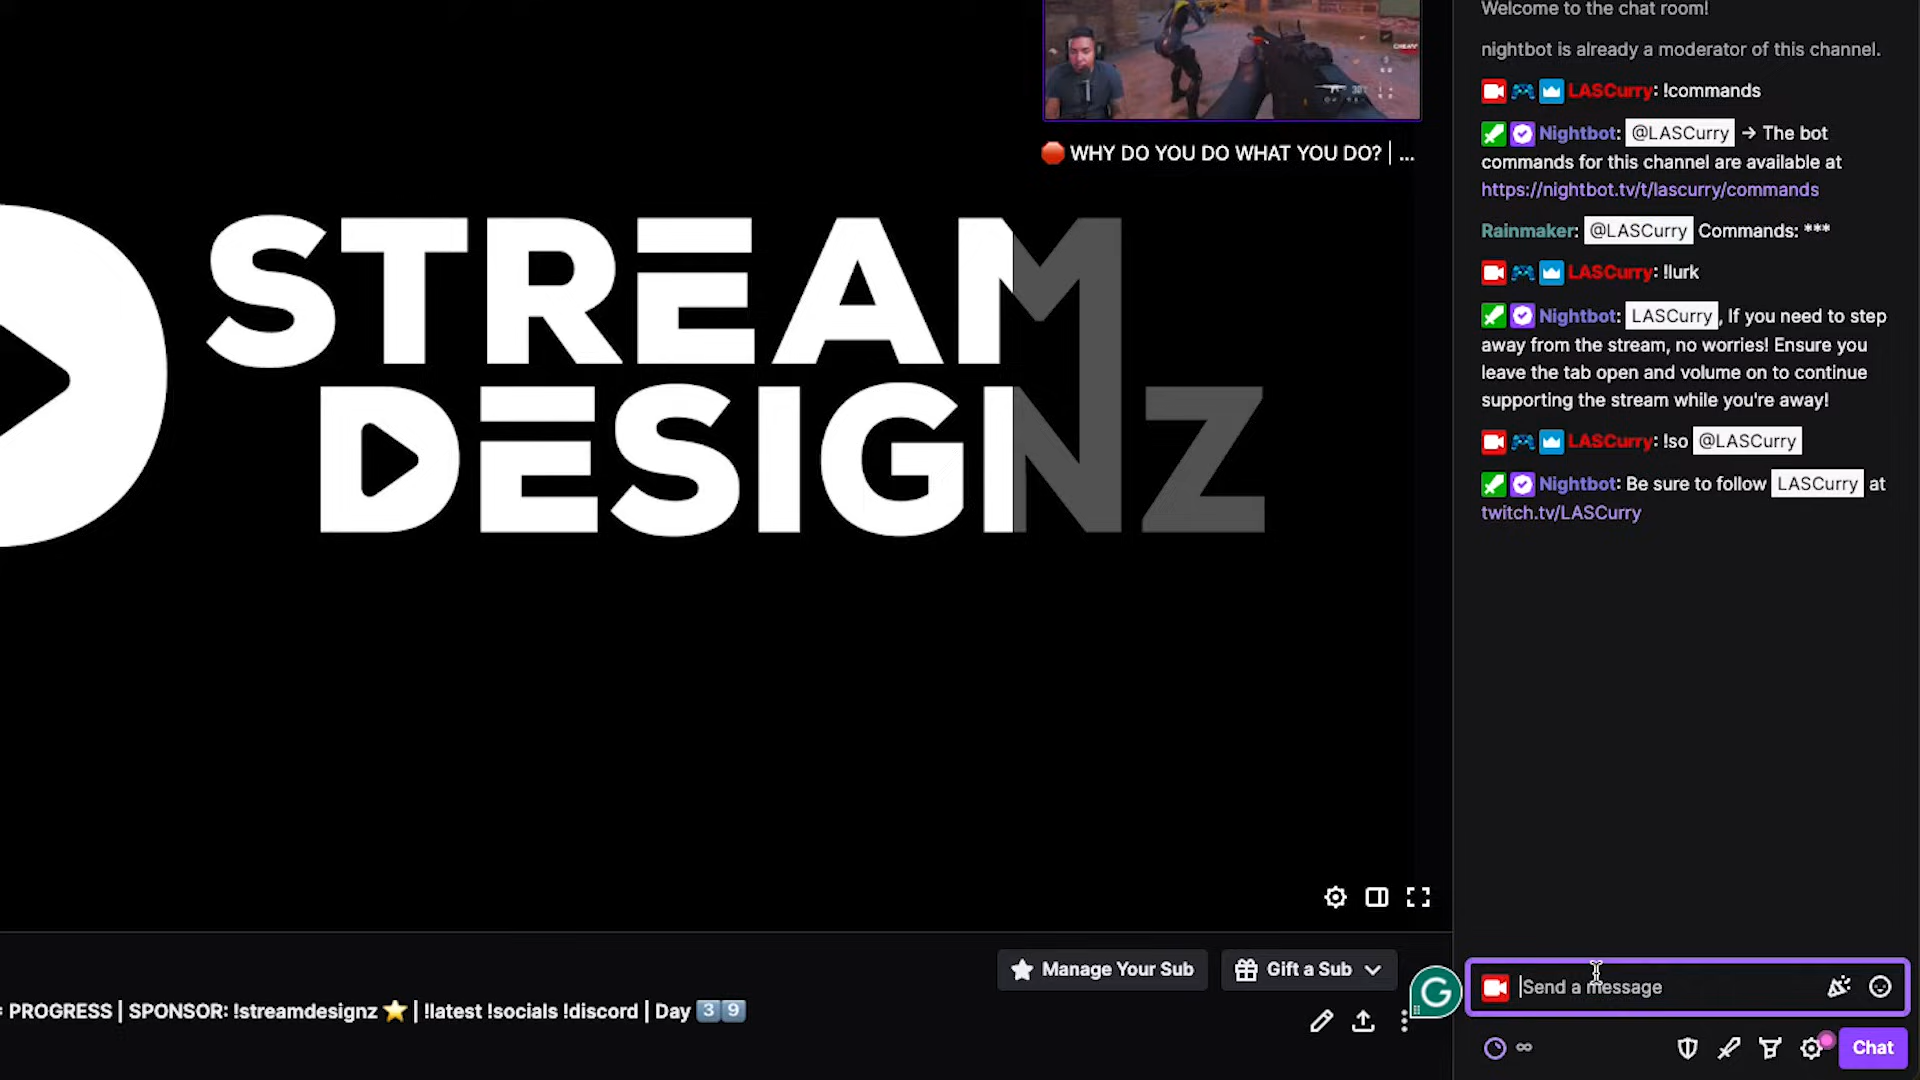 STREAM
DESIGNZ
🔴 WHY DO YOU DO WHAT YOU DO? | ...
Manage Your Sub
Gift a Sub
PROGRESS | SPONSOR: !streamdesignz ⭐ | !latest !socials !discord | Day 3️⃣9️⃣
Welcome to the chat room!
nightbot is already a moderator of this channel.
LASCurry: !commands
Nightbot: @LASCurry → The bot
commands for this channel are available at
https://nightbot.tv/t/lascurry/commands
Rainmaker: @LASCurry Commands: ***
LASCurry: !lurk
Nightbot: LASCurry, If you need to step
away from the stream, no worries! Ensure you
leave the tab open and volume on to continue
supporting the stream while you're away!
LASCurry: !so @LASCurry
Nightbot: Be sure to follow LASCurry at
twitch.tv/LASCurry
Send a message
Chat